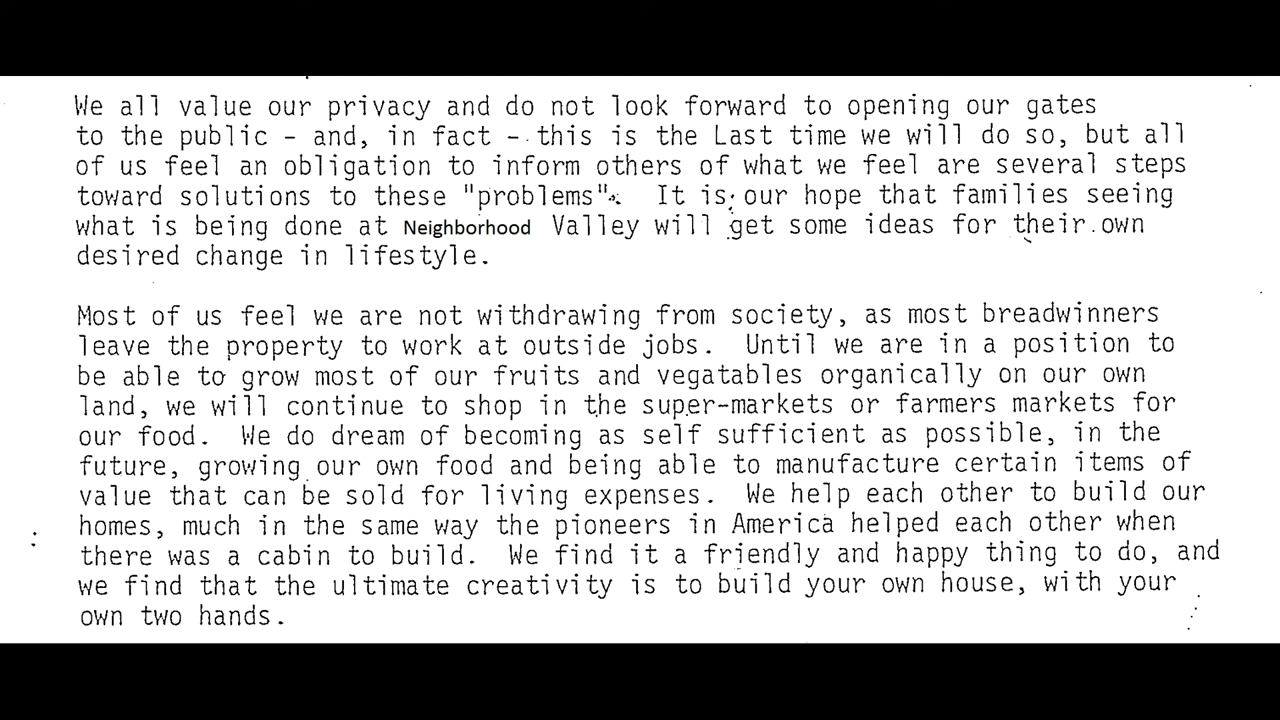 We all value our privacy and do not look forward to opening our gates
to the public - and, in fact - this is the Last time we will do so, but all
of us feel an obligation to inform others of what we feel are several steps
toward solutions to these "problems". It is our hope that families seeing
what is being done at Neighborhood Valley will get some ideas for their own
desired change in lifestyle.
Most of us feel we are not withdrawing from society, as most breadwinners
leave the property to work at outside jobs. Until we are in a position to
be able to grow most of our fruits and vegatables organically on our own
land, we will continue to shop in the super-markets or farmers markets for
our food. We do dream of becoming as self sufficient as possible, in the
future, growing our own food and being able to manufacture certain items of
value that can be sold for living expenses. We help each other to build our
homes, much in the same way the pioneers in America helped each other when
there was a cabin to build. We find it a friendly and happy thing to do, and
we find that the ultimate creativity is to build your own house, with your
own two hands.